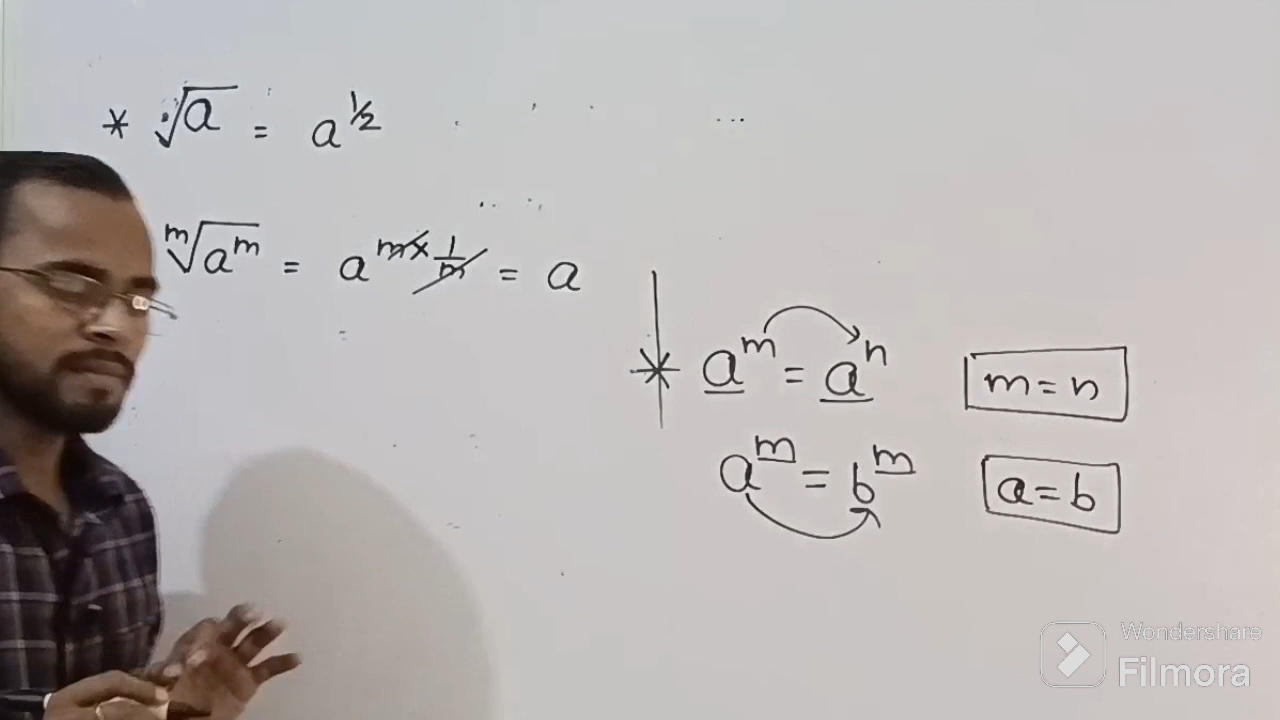 * √a = a^1/2
m√a^m = a^m×1/m = a
* a^m = a^n  m = n
a^m = b^m  a = b
Wondershare
Filmora